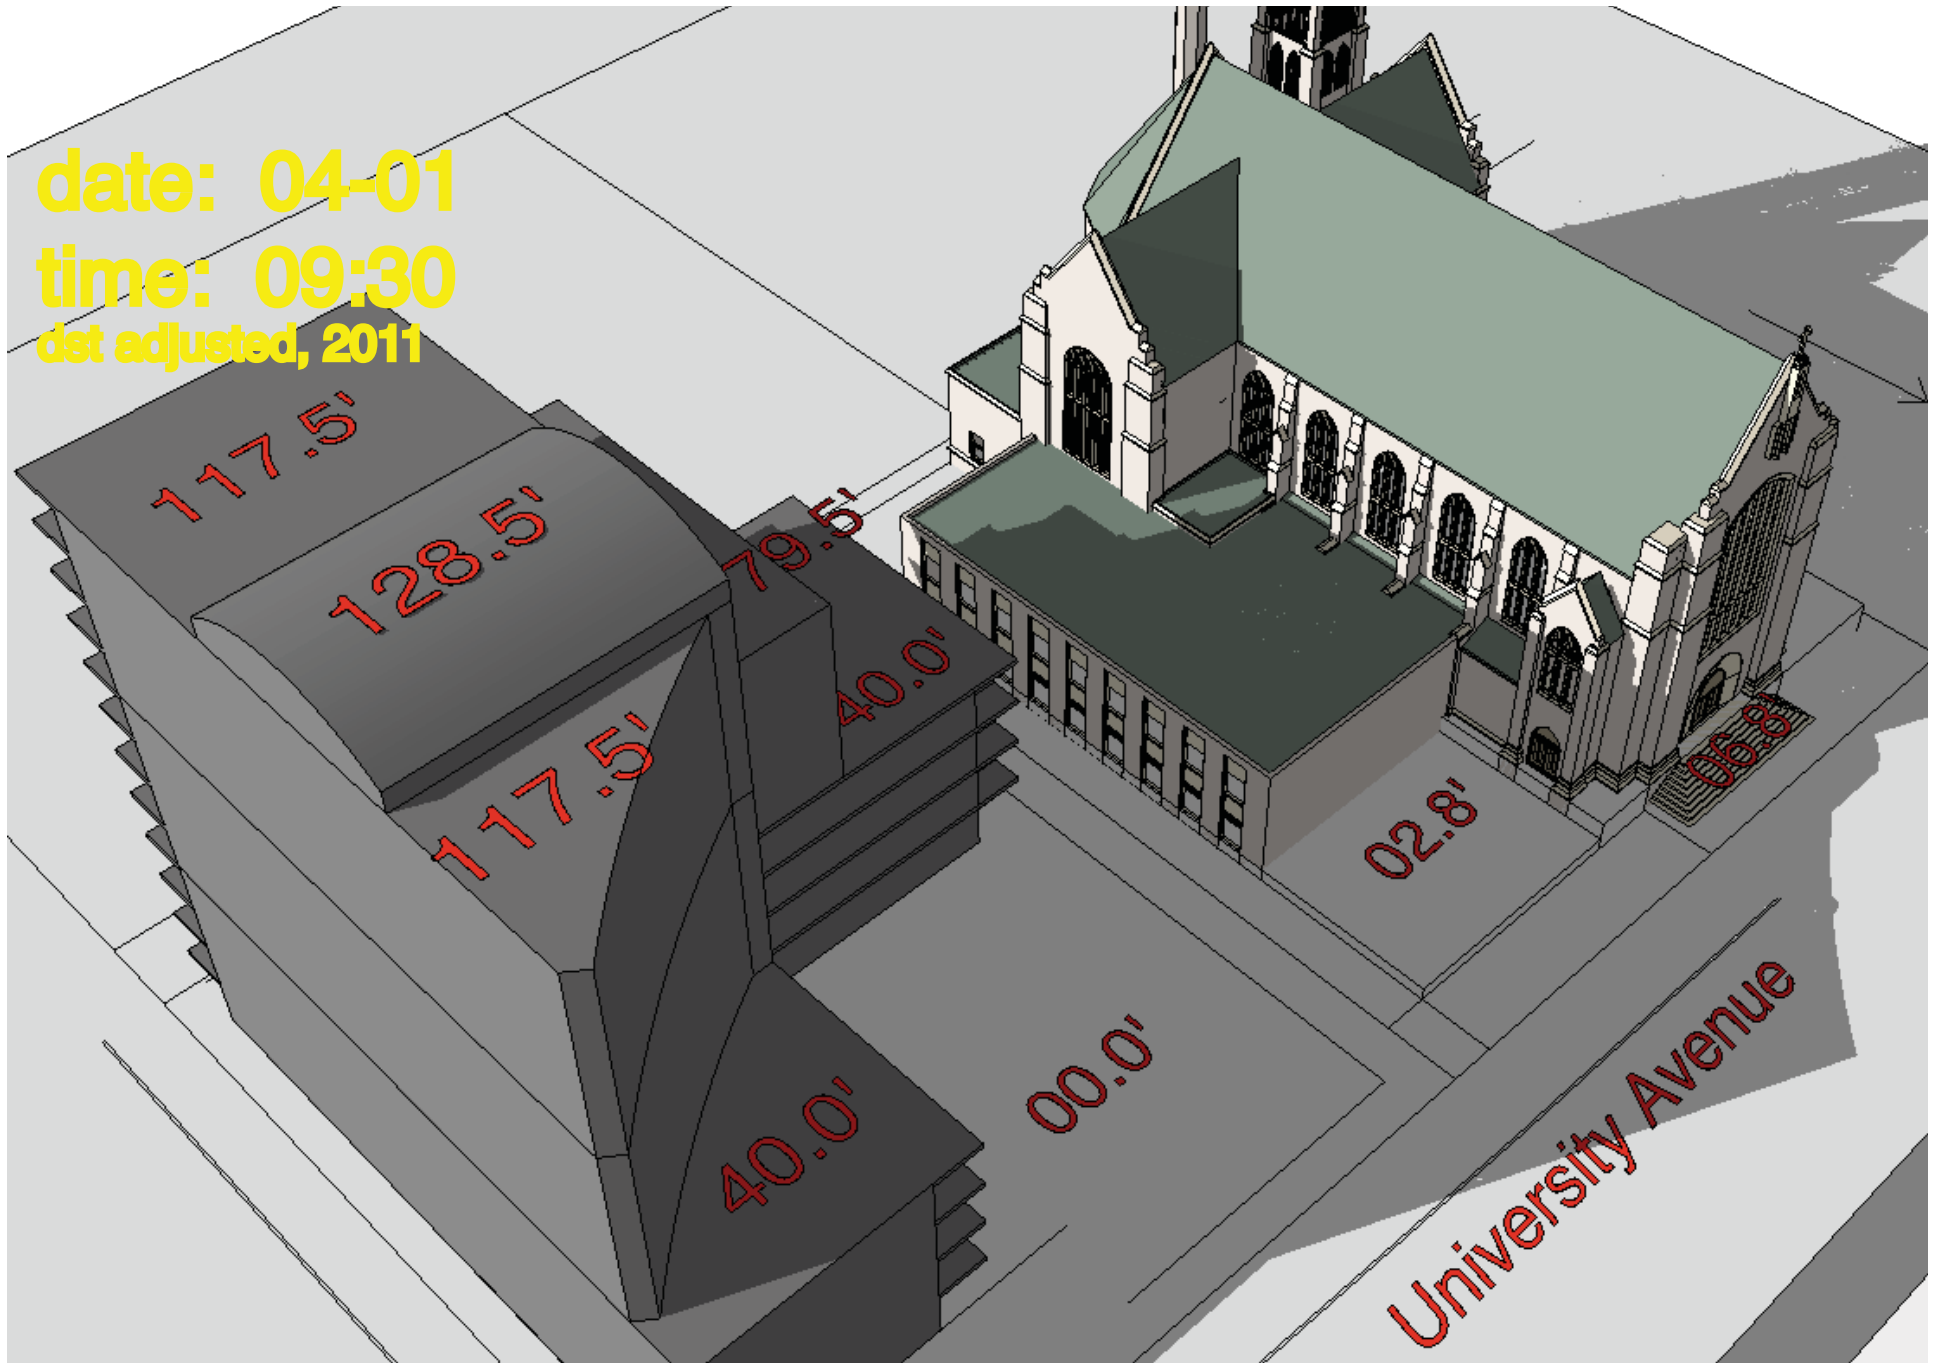 date: 04-01
time: 09:30
dst adjusted, 2011
117.5'
128.5'
79.5'
40.0'
117.5'
06.8'
02.8'
00.0'
40.0'
University Avenue